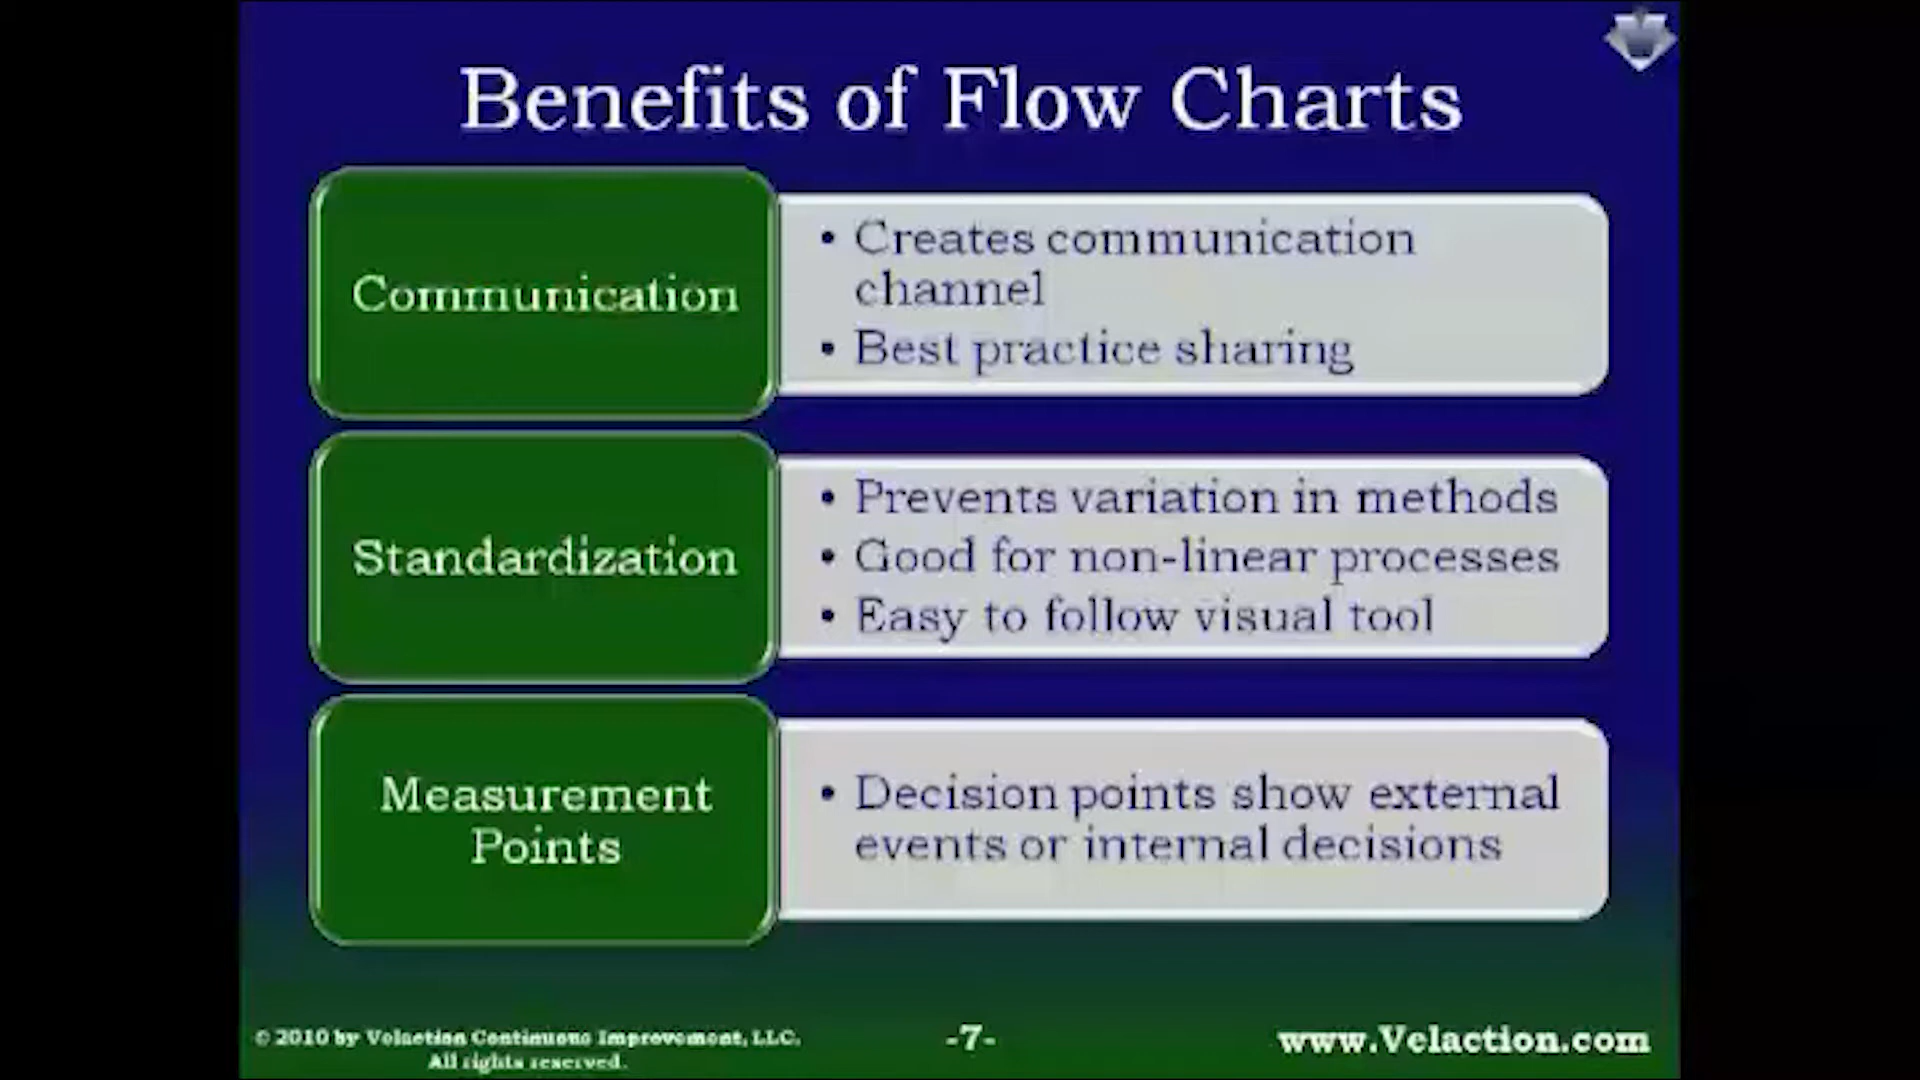 Benefits of Flow Charts
Communication
• Creates communication
channel
• Best practice sharing
Standardization
• Prevents variation in methods
• Good for non-linear processes
• Easy to follow visual tool
Measurement
Points
• Decision points show external
events or internal decisions
© 2010 by Velaction Continuous Improvement, LLC.
All rights reserved.
-7-
www.Velaction.com